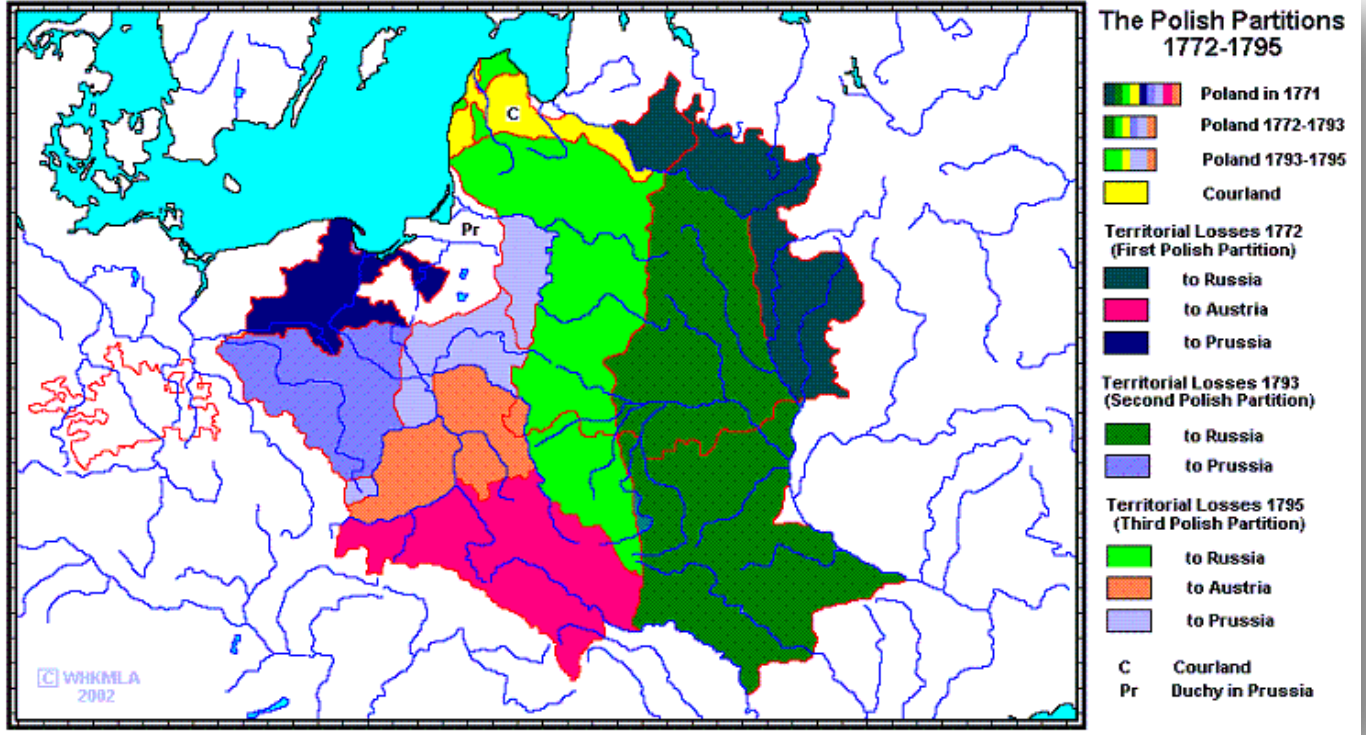 The Polish Partitions
1772-1795
Poland in 1771
Poland 1772-1793
Poland 1793-1795
Courland
Territorial Losses 1772
(First Polish Partition)
to Russia
to Austria
to Prussia
Territorial Losses 1793
(Second Polish Partition)
to Russia
to Prussia
Territorial Losses 1795
(Third Polish Partition)
to Russia
to Austria
to Prussia
C Courland
Pr Duchy in Prussia
C
Pr
C WHKMLA
2002